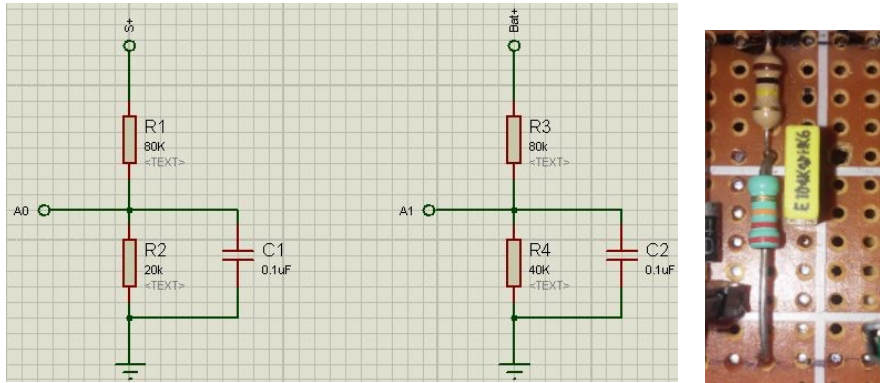 S+
R1
80K
<TEXT>
A0
R2
20k
<TEXT>
C1
0.1uF
Bat+
R3
80k
<TEXT>
A1
R4
40K
<TEXT>
C2
0.1uF